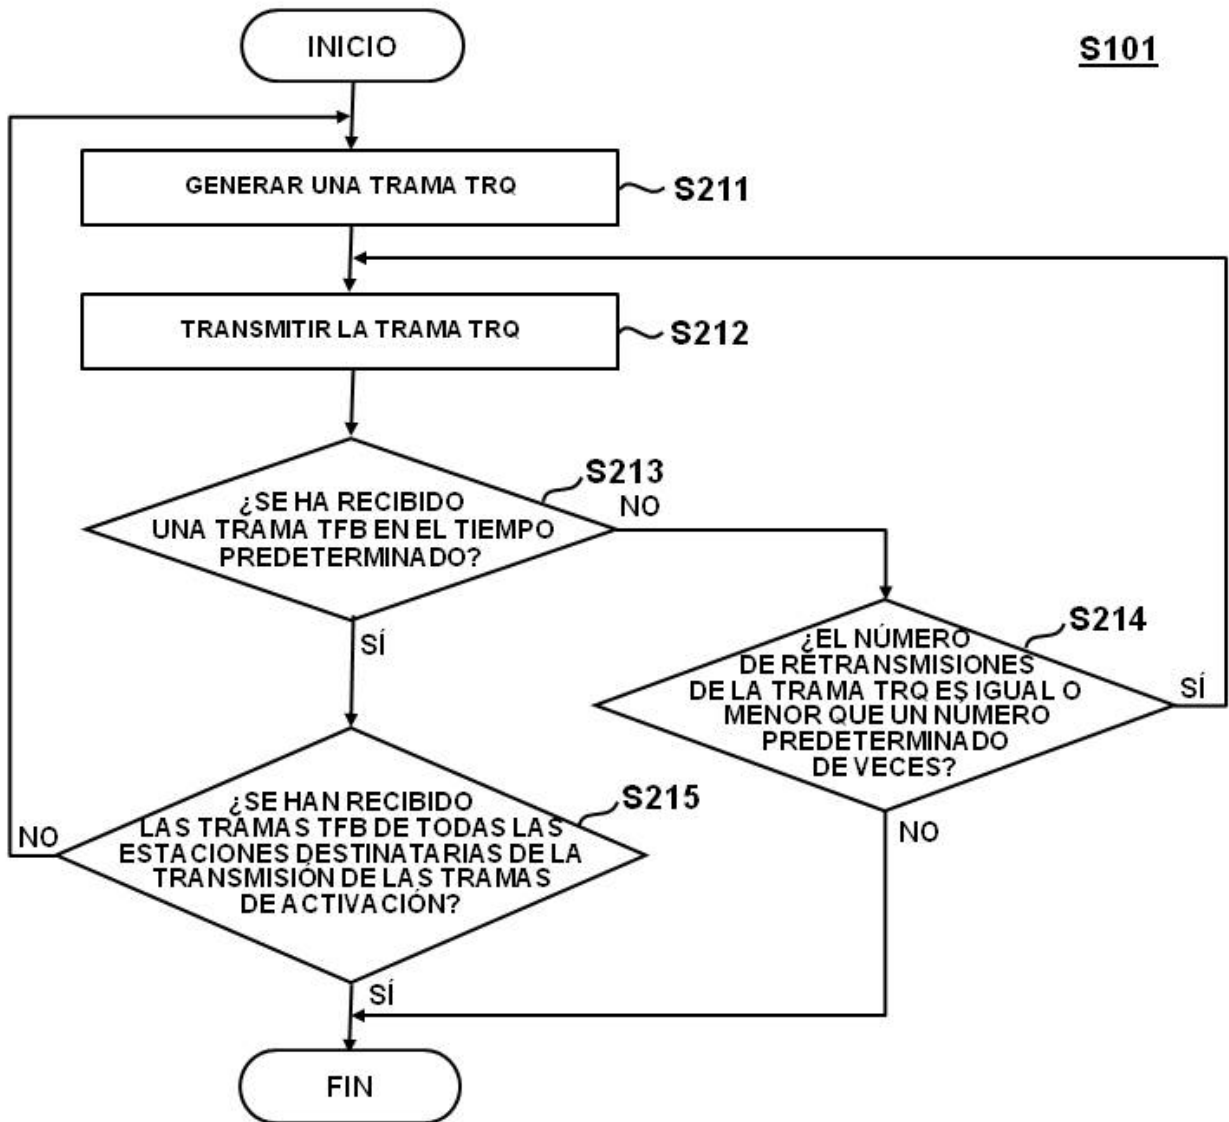 INICIO
S101
GENERAR UNA TRAMA TRQ
S211
TRANSMITIR LA TRAMA TRQ
S212
S213
¿SE HA RECIBIDO
UNA TRAMA TFB EN EL TIEMPO
PREDETERMINADO?
NO
SÍ
S214
¿EL NÚMERO
DE RETRANSMISIONES
DE LA TRAMA TRQ ES IGUAL O
MENOR QUE UN NÚMERO
PREDETERMINADO
DE VECES?
SÍ
NO
S215
¿SE HAN RECIBIDO
LAS TRAMAS TFB DE TODAS LAS
ESTACIONES DESTINATARIAS DE LA
TRANSMISIÓN DE LAS TRAMAS
DE ACTIVACIÓN?
NO
SÍ
FIN